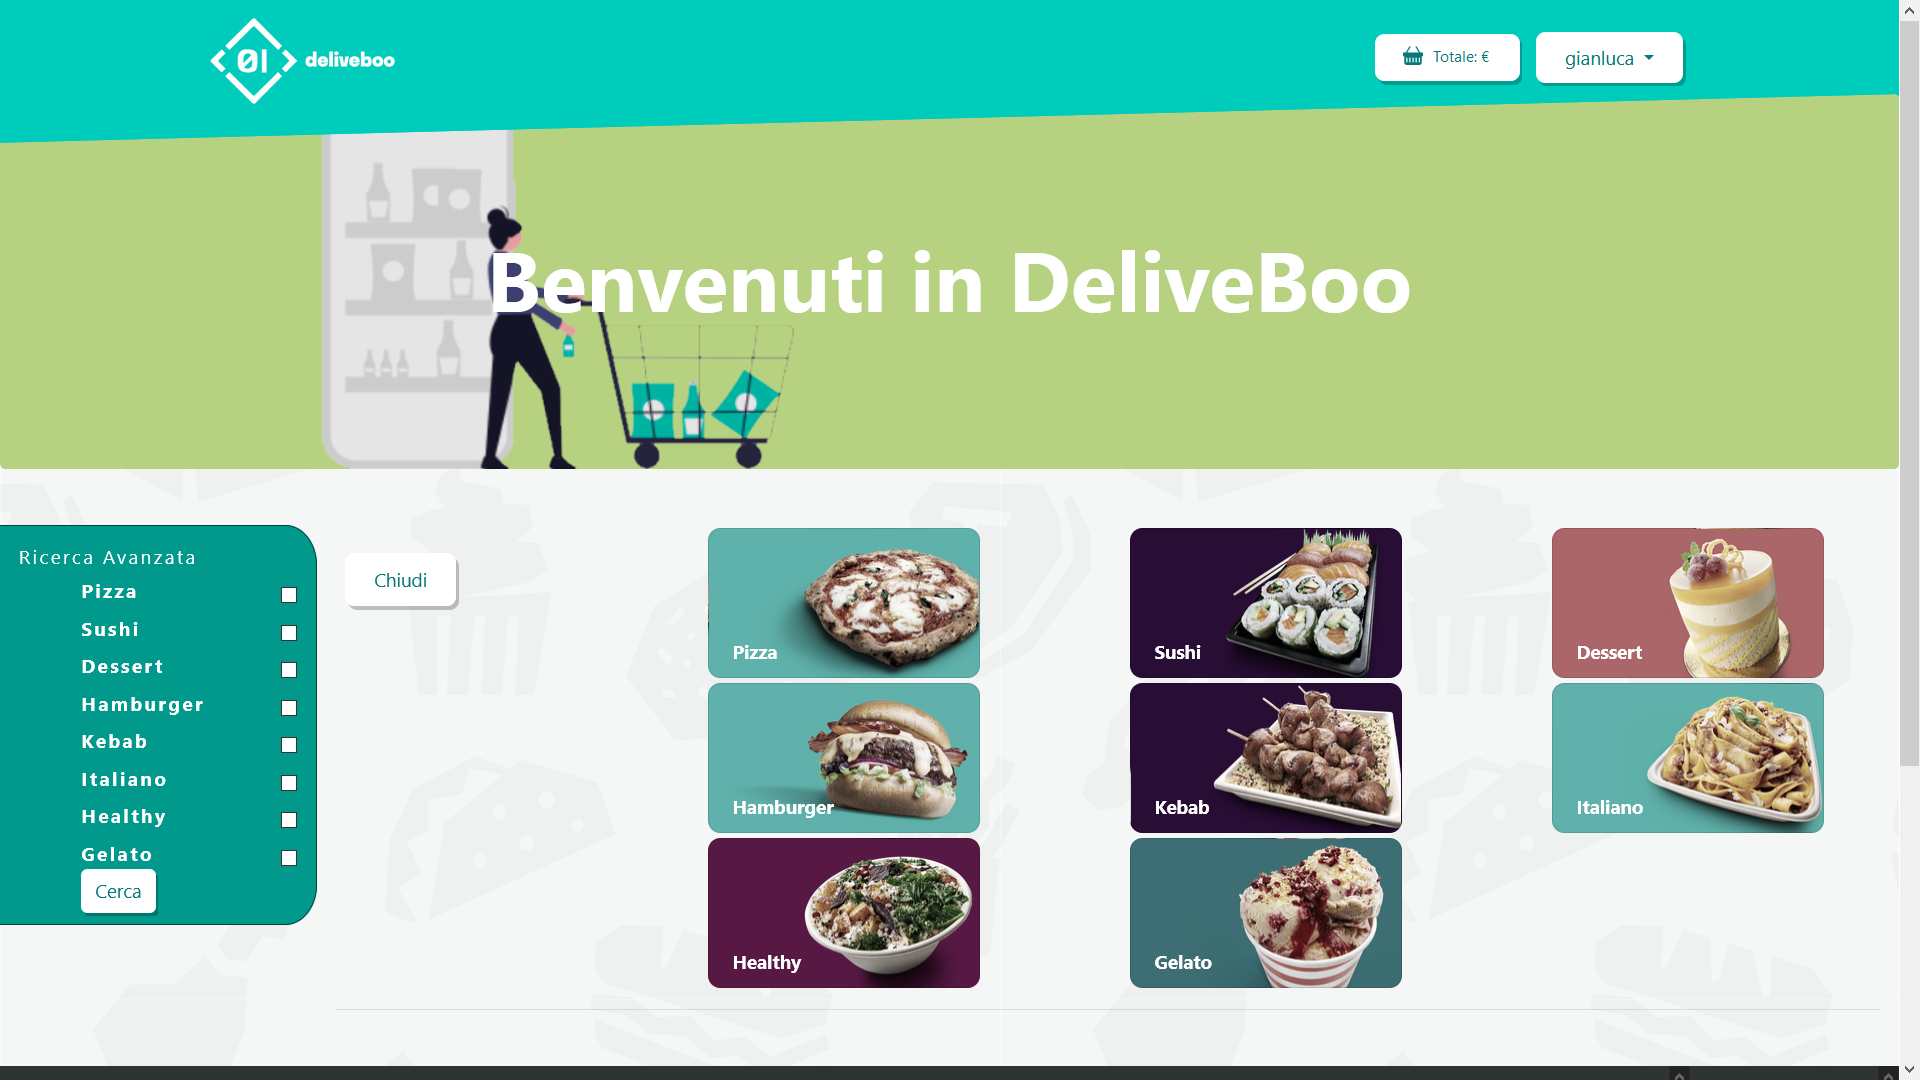 01 deliveboo
Totale: €
gianluca
Benvenuti in DeliveBoo
Ricerca Avanzata
Pizza
Sushi
Dessert
Hamburger
Kebab
Italiano
Healthy
Gelato
Cerca
Chiudi
Pizza
Sushi
Dessert
Hamburger
Kebab
Italiano
Healthy
Gelato